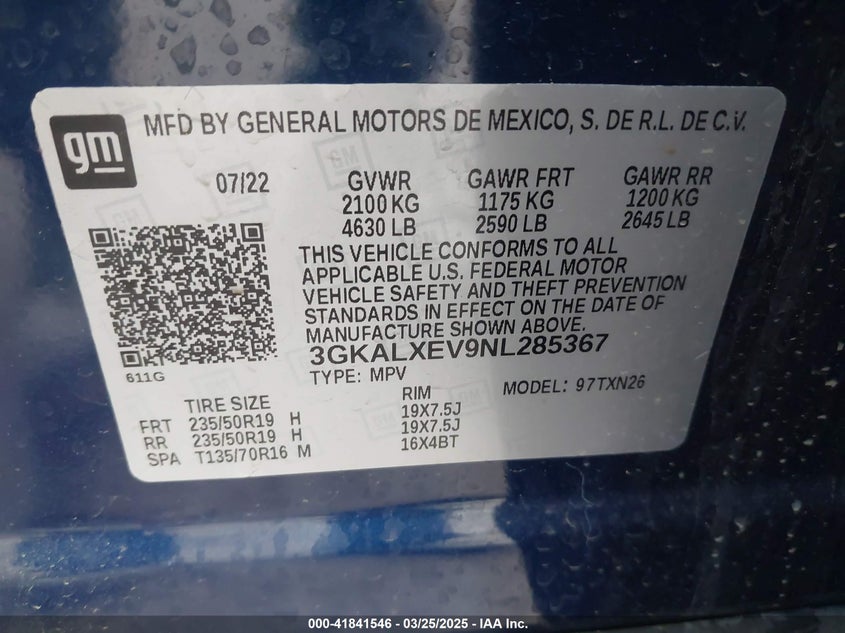 gm
MFD BY GENERAL MOTORS DE MEXICO, S. DE R.L. DE C.V.
07/22 GVWR GAWR FRT GAWR RR
2100 KG 1175 KG 1200 KG
4630 LB 2590 LB 2645 LB
THIS VEHICLE CONFORMS TO ALL
APPLICABLE U.S. FEDERAL MOTOR
VEHICLE SAFETY AND THEFT PREVENTION
STANDARDS IN EFFECT ON THE DATE OF
MANUFACTURE SHOWN ABOVE.
3GKALXEV9NL285367
611G
TYPE: MPV MODEL: 97TXN26
TIRE SIZE RIM
FRT 235/50R19 H 19X7.5J
RR 235/50R19 H 19X7.5J
SPA T135/70R16 M 16X4BT
000-41841546 — 03/25/2025 — IAA Inc.